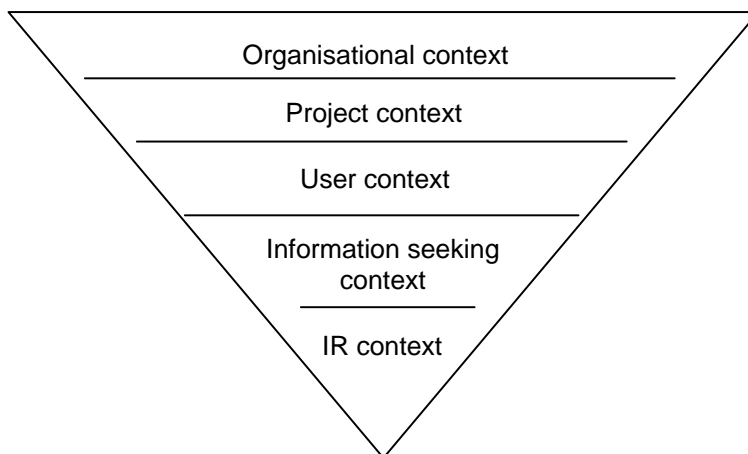 Organisational context
Project context
User context
Information seeking
context
IR context